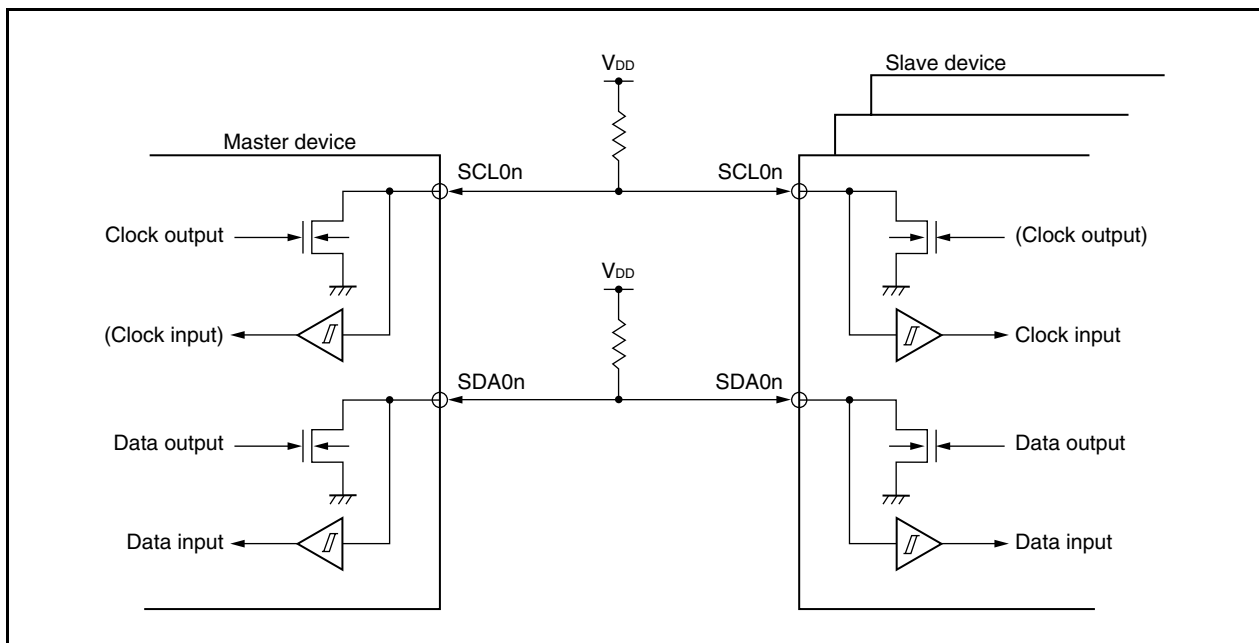 VDD
Slave device
Master device
SCL0n
SCL0n
Clock output
(Clock output)
VDD
(Clock input)
Clock input
SDA0n
SDA0n
Data output
Data output
Data input
Data input